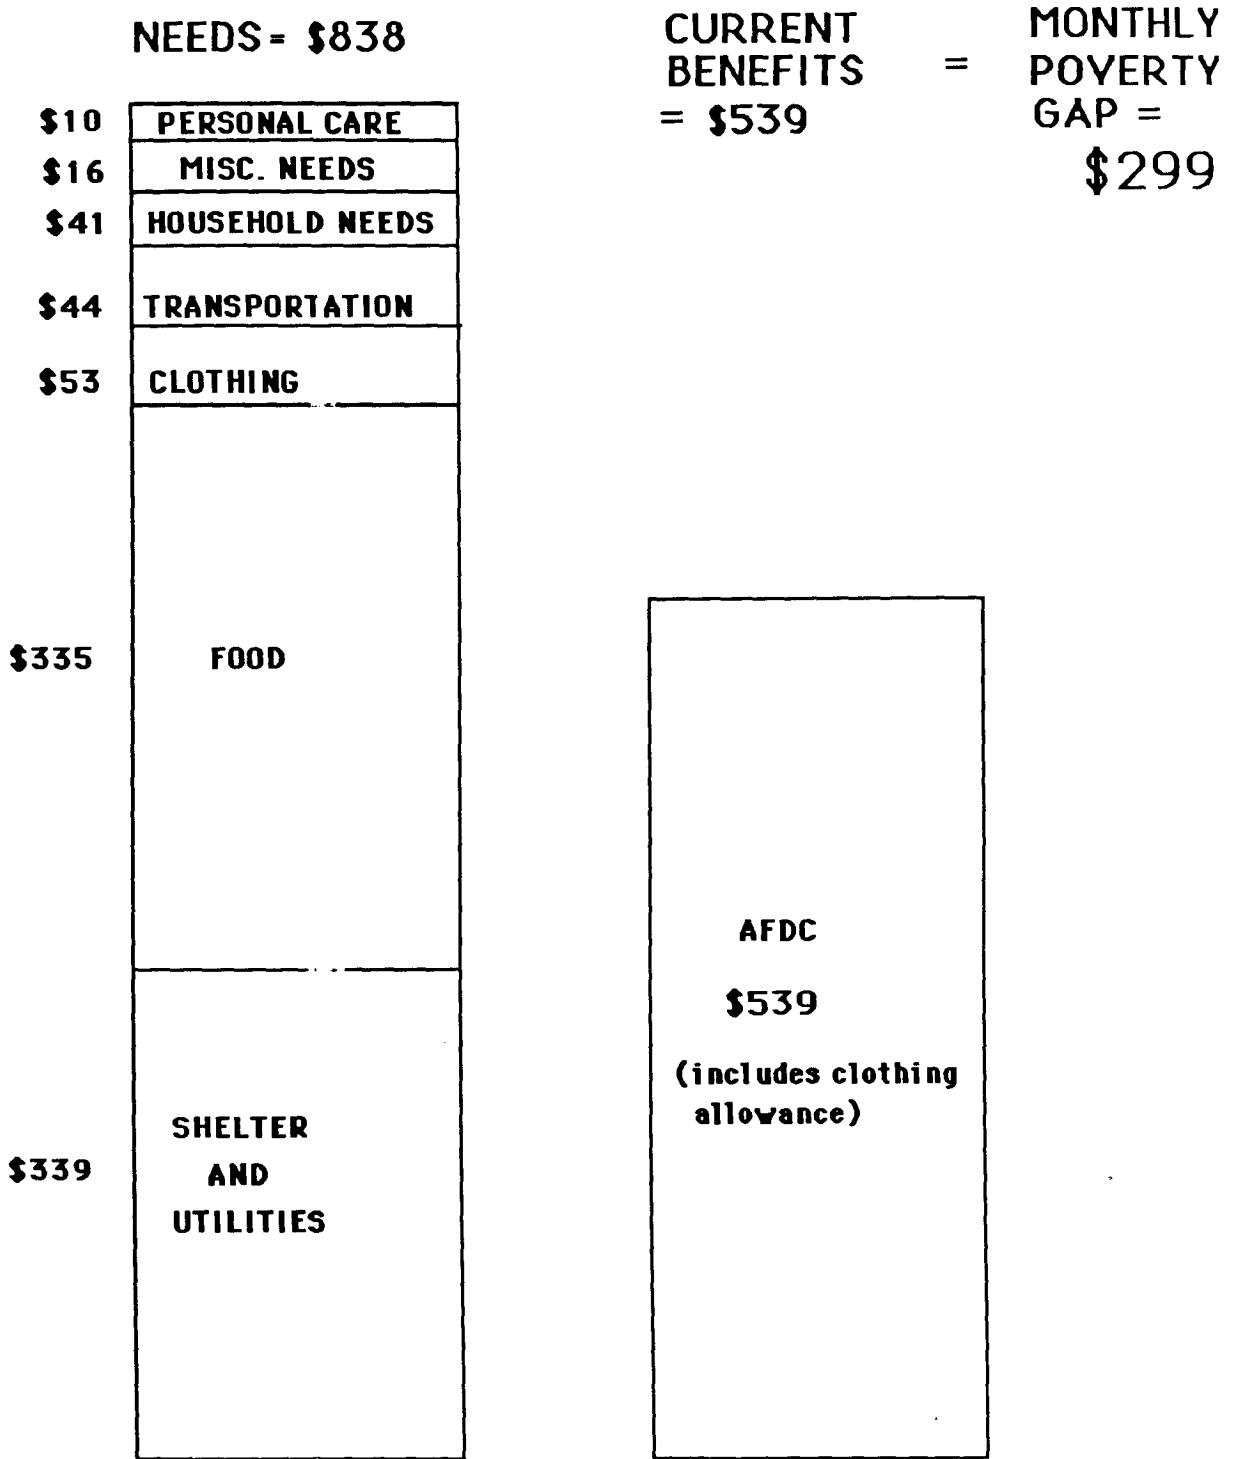 NEEDS = $838
$10 PERSONAL CARE
$16 MISC. NEEDS
$41 HOUSEHOLD NEEDS
$44 TRANSPORTATION
$53 CLOTHING
$335 FOOD
$339 SHELTER
AND
UTILITIES
CURRENT
BENEFITS
= $539
=
MONTHLY
POVERTY
GAP =
$299
AFDC
$539
(includes clothing
allowance)